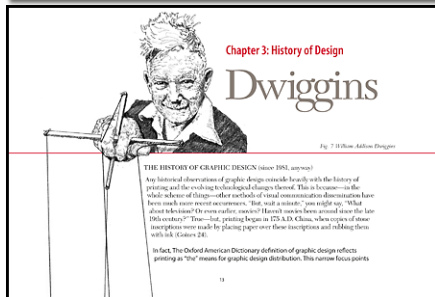 Chapter 3: History of Design
Dwiggins
Fig. 7 William Addison Dwiggins
THE HISTORY OF GRAPHIC DESIGN (since 1981, anyway)
Any historical observations of graphic design coincide heavily with the history of
printing and the evolving technological changes thereof. This is because—in the
whole scheme of things—other methods of visual communication dissemination have
been much more recent occurrences. "But, wait a minute," you might say, "What
about television? Or even earlier, movies? Haven't movies been around since the late
19th century?" True—but, printing began in 175 A.D. China, when copies of stone
inscriptions were made by placing paper over these inscriptions and rubbing them
with ink (Gaines 24).
In fact, The Oxford American Dictionary definition of graphic design reflects
printing as "the" means for graphic design distribution. This narrow focus points
13